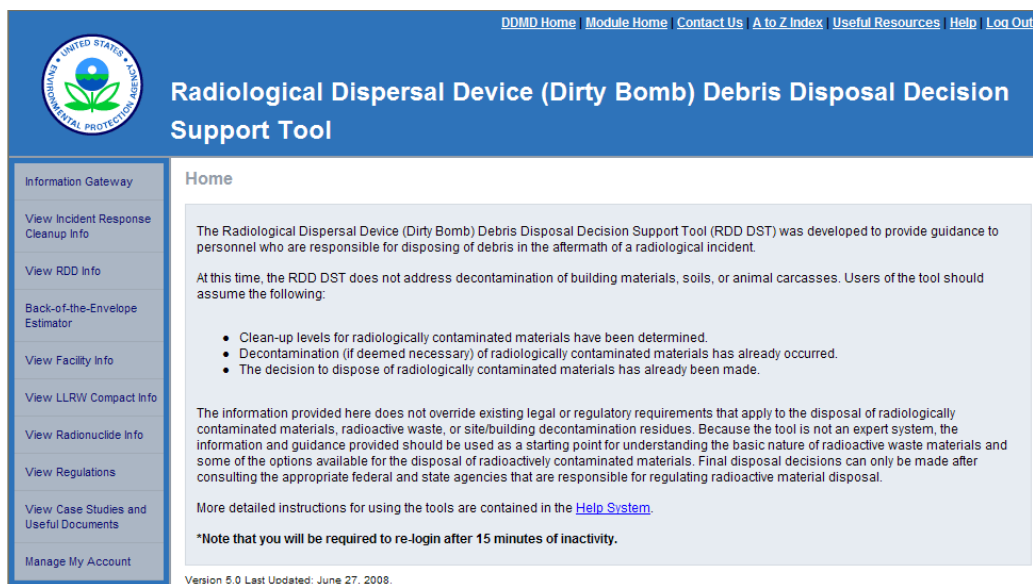 DDMD Home | Module Home | Contact Us | A to Z Index | Useful Resources | Help | Log Out
UNITED STATES
ENVIRONMENTAL PROTECTION AGENCY
Radiological Dispersal Device (Dirty Bomb) Debris Disposal Decision
Support Tool
Information Gateway
View Incident Response
Cleanup Info
View RDD Info
Back-of-the-Envelope
Estimator
View Facility Info
View LLRW Compact Info
View Radionuclide Info
View Regulations
View Case Studies and
Useful Documents
Manage My Account
Home
The Radiological Dispersal Device (Dirty Bomb) Debris Disposal Decision Support Tool (RDD DST) was developed to provide guidance to
personnel who are responsible for disposing of debris in the aftermath of a radiological incident.
At this time, the RDD DST does not address decontamination of building materials, soils, or animal carcasses. Users of the tool should
assume the following:
● Clean-up levels for radiologically contaminated materials have been determined.
● Decontamination (if deemed necessary) of radiologically contaminated materials has already occurred.
● The decision to dispose of radiologically contaminated materials has already been made.
The information provided here does not override existing legal or regulatory requirements that apply to the disposal of radiologically
contaminated materials, radioactive waste, or site/building decontamination residues. Because the tool is not an expert system, the
information and guidance provided should be used as a starting point for understanding the basic nature of radioactive waste materials and
some of the options available for the disposal of radioactively contaminated materials. Final disposal decisions can only be made after
consulting the appropriate federal and state agencies that are responsible for regulating radioactive material disposal.
More detailed instructions for using the tools are contained in the Help System.
*Note that you will be required to re-login after 15 minutes of inactivity.
Version 5.0 Last Updated: June 27, 2008.